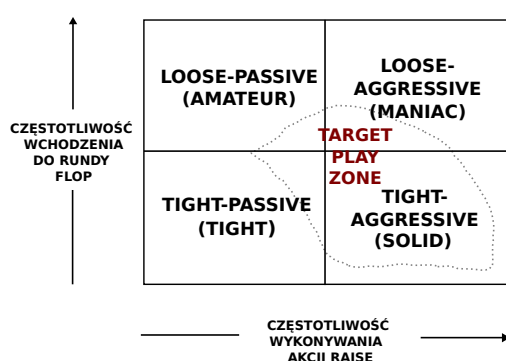 LOOSE-PASSIVE
(AMATEUR)
LOOSE-
AGGRESSIVE
(MANIAC)
CZĘSTOTLIWOŚĆ
WCHODZENIA
DO RUNDY
FLOP
TARGET
PLAY
ZONE
TIGHT-PASSIVE
(TIGHT)
TIGHT-
AGGRESSIVE
(SOLID)
CZĘSTOTLIWOŚĆ
WYKONYWANIA
AKCJI RAISE